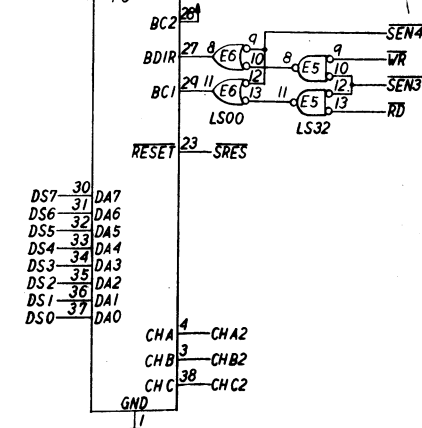 28
BC2
9
SEN4
BDIR 27 8 E6 10 8 E5 9 WR
10
BC1 29 11 E6 12 12 SEN3
13 11 E5 13 RD
LS00 LS32
RESET 23 SRES
DS7 30 DA7
DS6 31 DA6
DS5 32 DA5
DS4 33 DA4
DS3 34 DA3
DS2 35 DA2
DS1 36 DA1
DS0 37 DA0
CHA 4 CHA2
CHB 3 CHB2
CHC 38 CHC2
GND
1